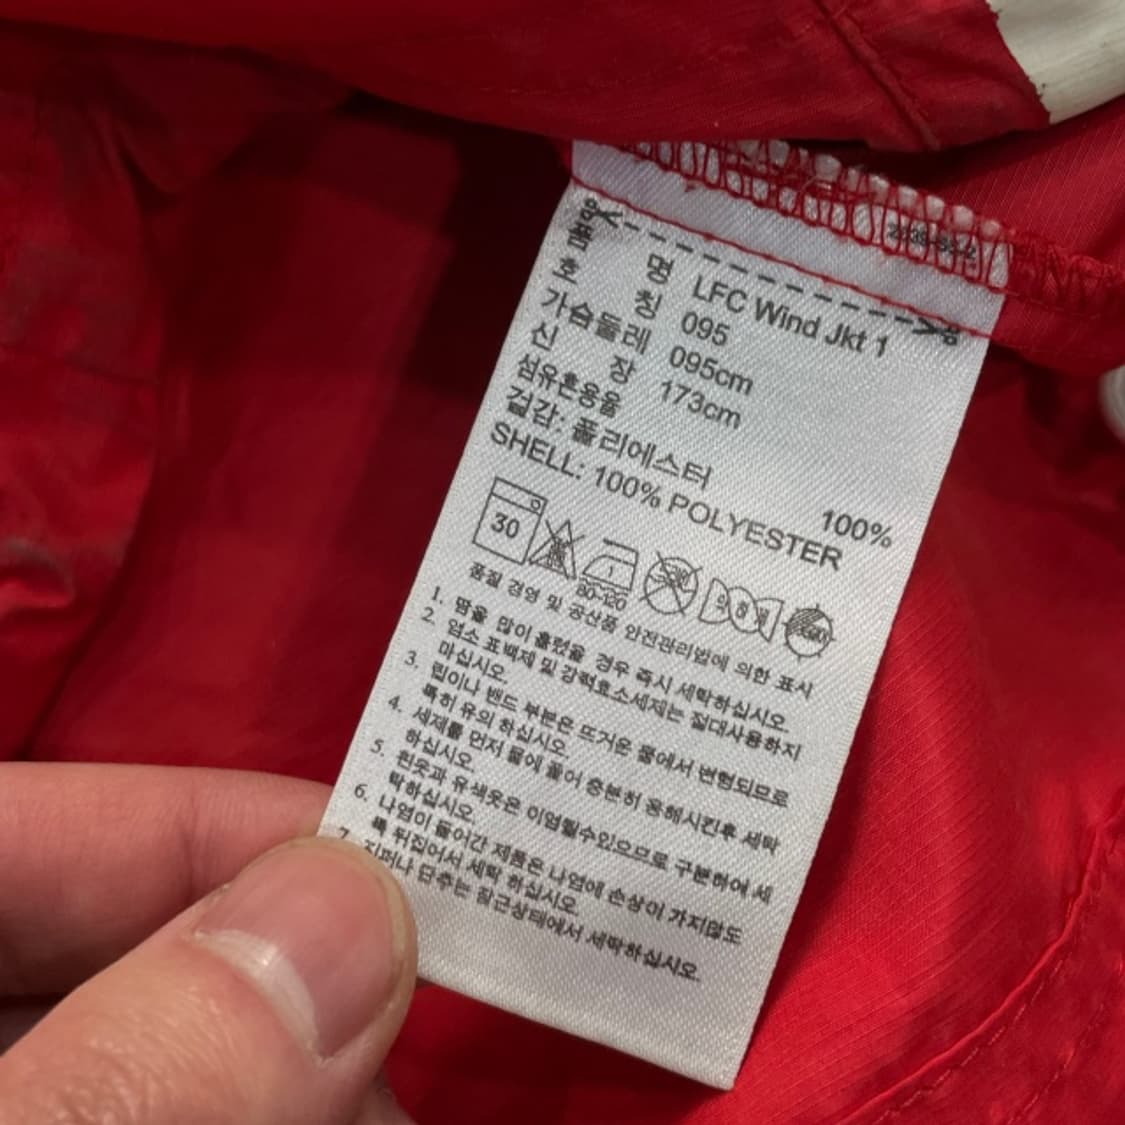 품 명 LFC Wind Jkt 1
호 칭 095
가슴둘레 095cm
신 장 173cm
섬유혼용율
겉감: 폴리에스터 100%
SHELL: 100% POLYESTER
30
80-120
약하게
품질 경영 및 공산품 안전관리법에 의한 표시
1. 땀을 많이 흘렸을 경우 즉시 세탁하십시오.
2. 염소 표백제 및 강력효소세제는 절대사용하지
마십시오.
3. 립이나 밴드 부분은 뜨거운 물에서 변형되므로
특히 유의 하십시오.
4. 세제를 먼저 물에 풀어 충분히 용해시킨후 세탁
하십시오.
5. 흰옷과 유색옷은 이염될수있으므로 구분하여 세
탁하십시오.
6. 나염이 들어간 제품은 나염에 손상이 가지않도
록 뒤집어서 세탁 하십시오.
7. 지퍼나 단추는 잠근상태에서 세탁하십시오.